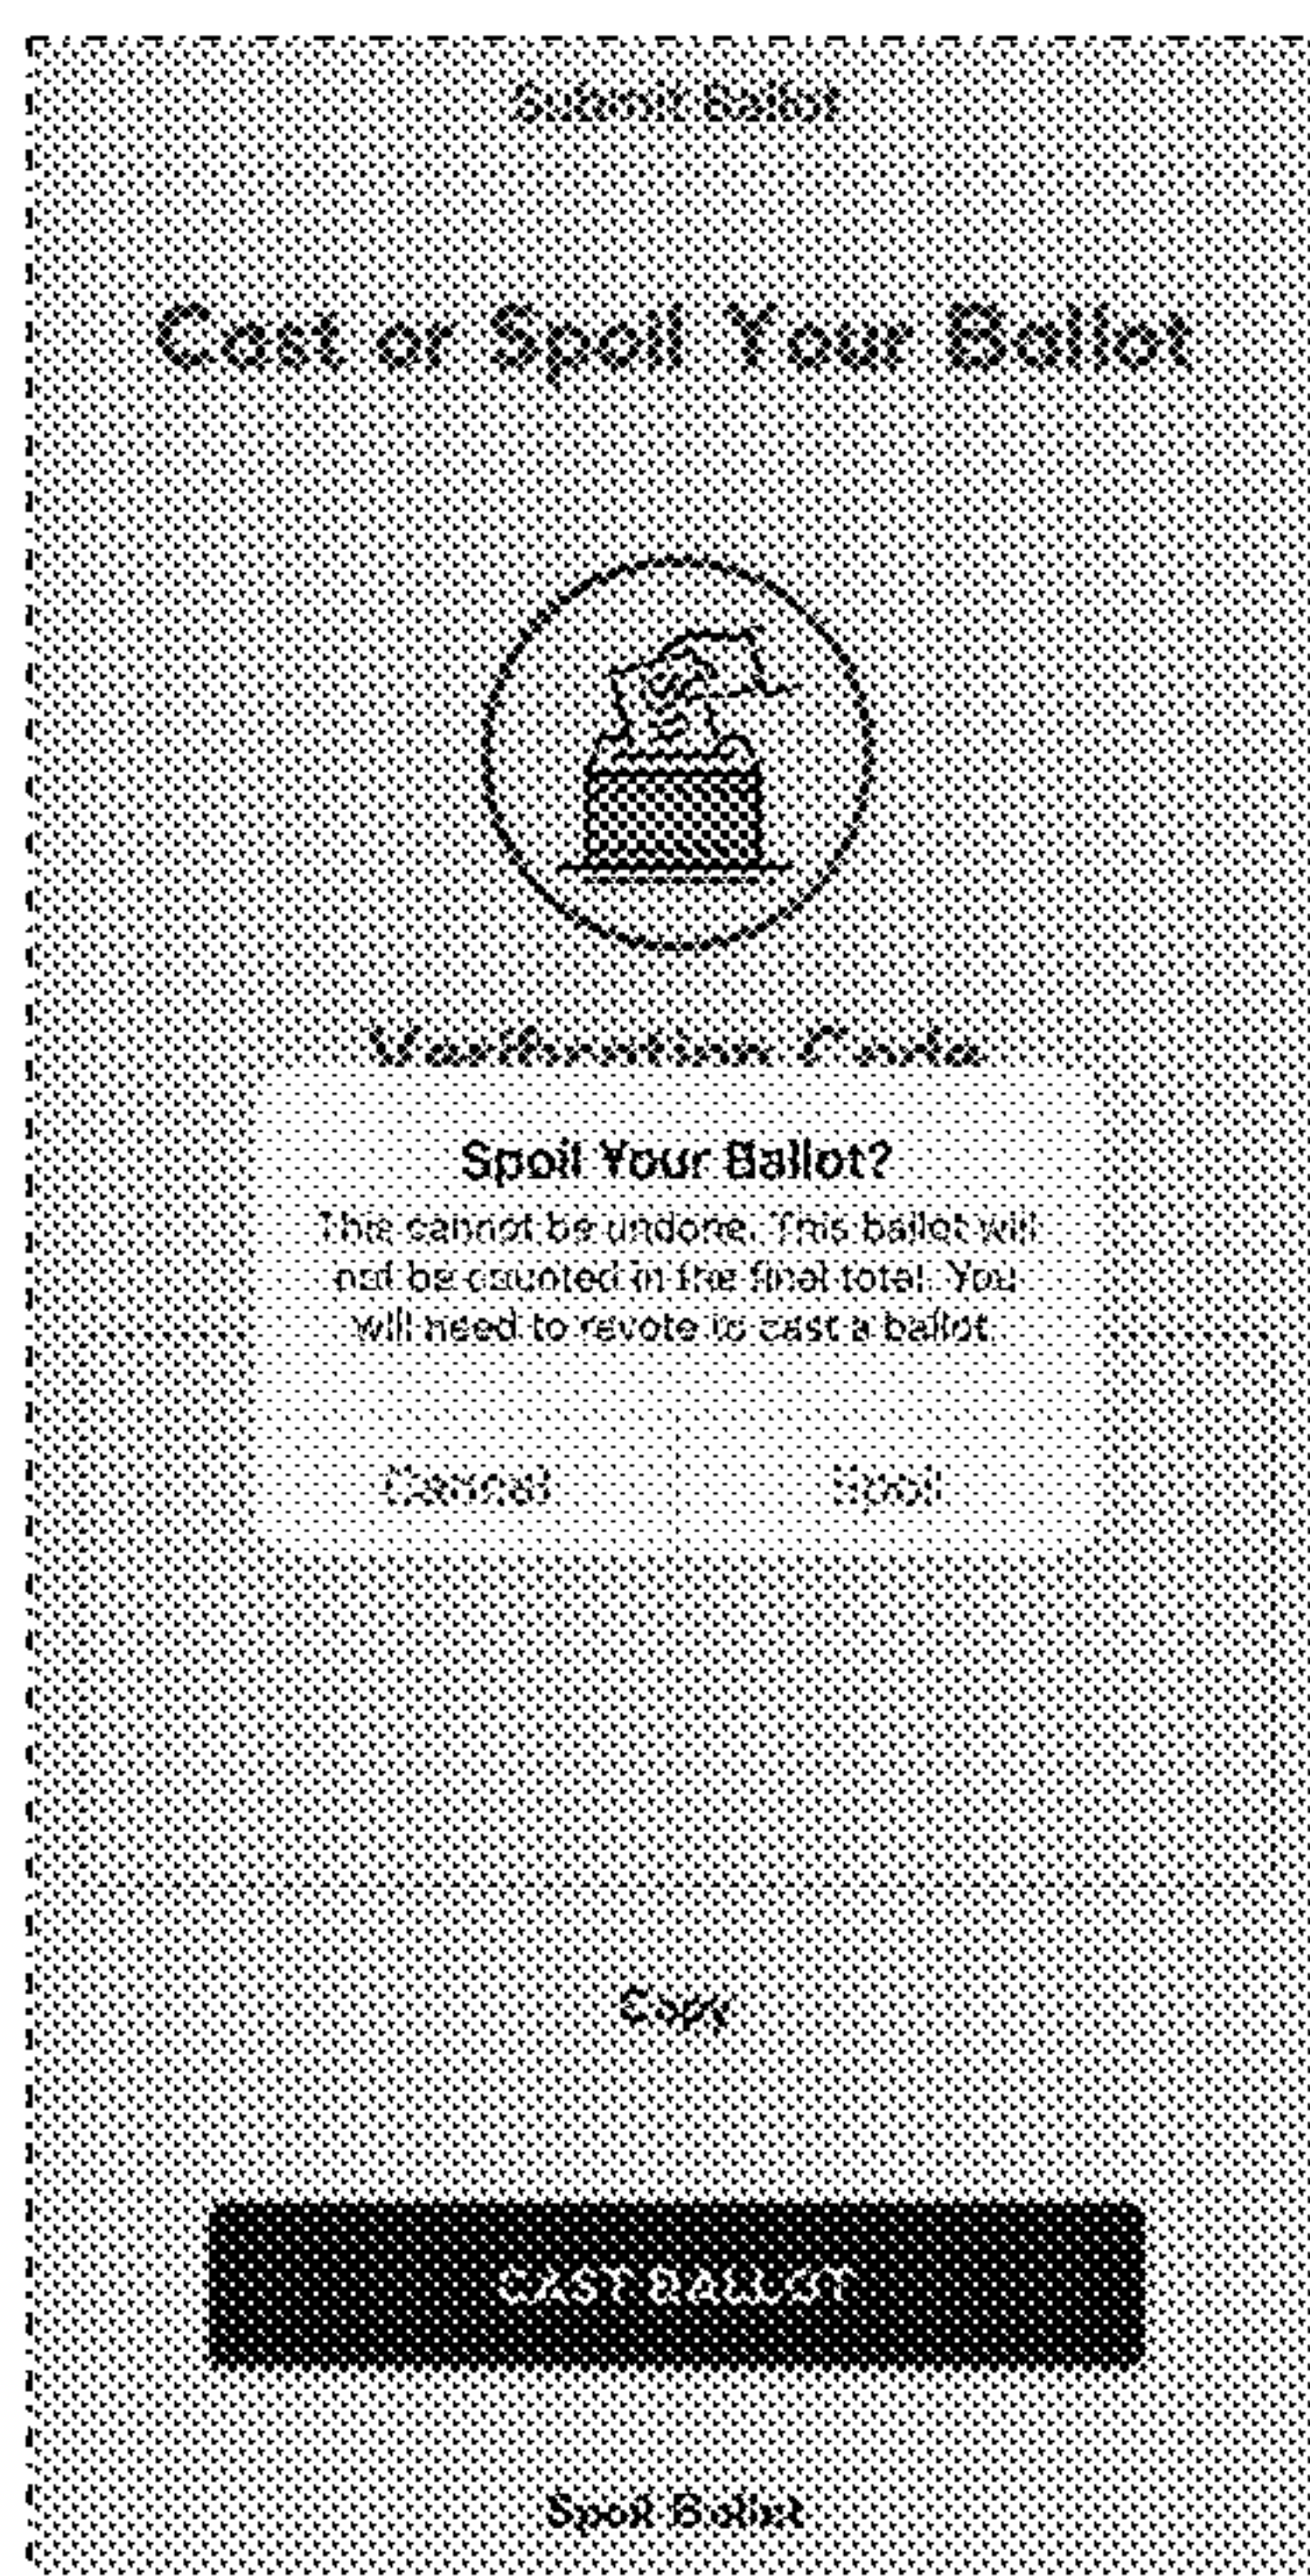 Submit Ballot
Cast or Spoil Your Ballot
Verification Code
Spoil Your Ballot?
This cannot be undone. This ballot will
not be counted in the final total. You
will need to revote to cast a ballot.
Cancel
Spoil
Copy
CAST BALLOT
Spoil Ballot